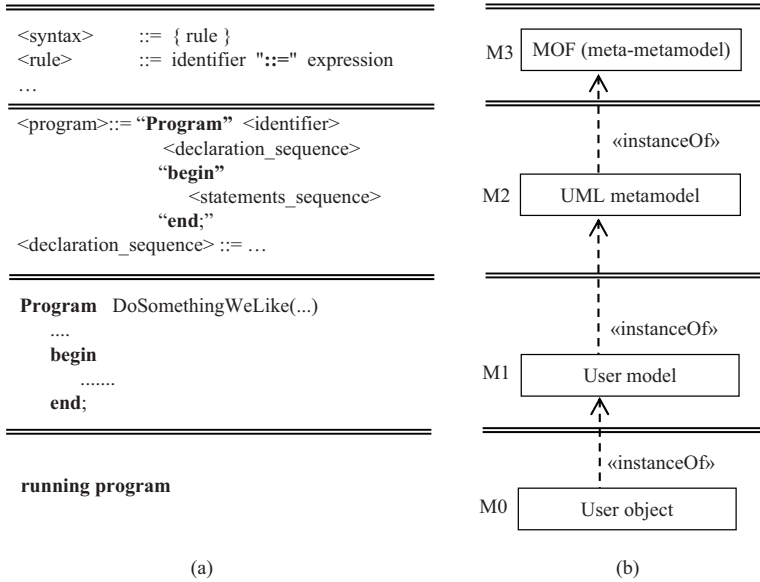 <syntax> ::= { rule }
<rule> ::= identifier "::=" expression
…
<program>::= “Program” <identifier>
<declaration_sequence>
“begin”
<statements_sequence>
“end;”
<declaration_sequence> ::= …
Program DoSomethingWeLike(...)
....
begin
.......
end;
running program
(a)
M3 MOF (meta-metamodel)
«instanceOf»
M2 UML metamodel
«instanceOf»
M1 User model
«instanceOf»
M0 User object
(b)